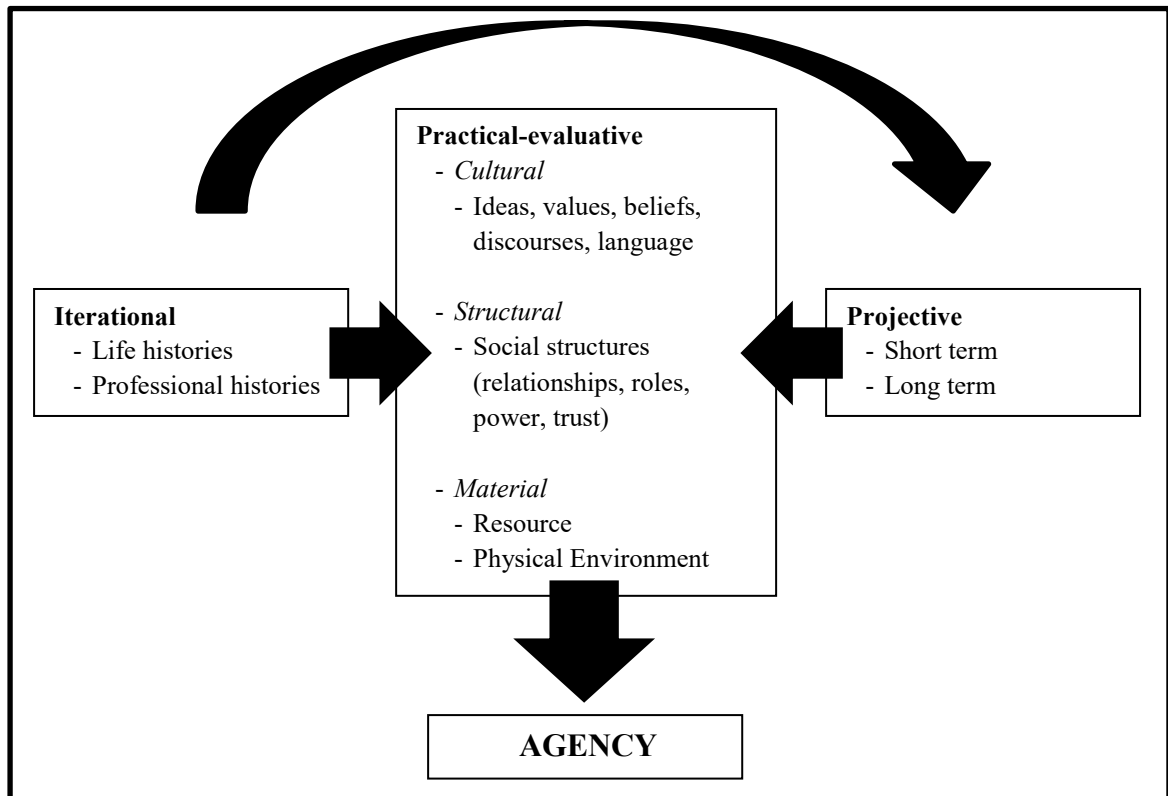 Practical-evaluative
- Cultural
- Ideas, values, beliefs,
discourses, language
- Structural
- Social structures
(relationships, roles,
power, trust)
- Material
- Resource
- Physical Environment
Iterational
- Life histories
- Professional histories
Projective
- Short term
- Long term
AGENCY